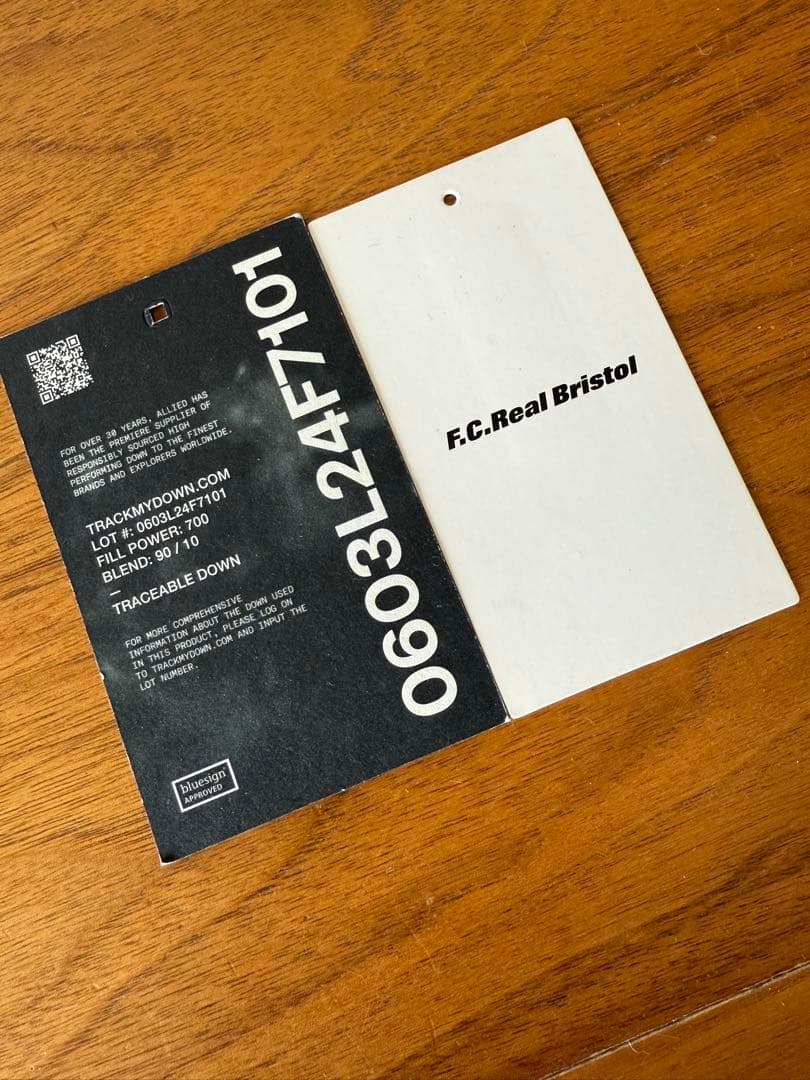 FOR OVER 30 YEARS, ALLIED HAS
BEEN THE PREMIERE SUPPLIER OF
RESPONSIBLY SOURCED HIGH
PERFORMING DOWN TO THE FINEST
BRANDS AND EXPLORERS WORLDWIDE.
TRACKMYDOWN.COM
LOT #: 0603L24F7101
FILL POWER: 700
BLEND: 90 / 10
—
TRACEABLE DOWN
FOR MORE COMPREHENSIVE
INFORMATION ABOUT THE DOWN USED
IN THIS PRODUCT, PLEASE LOG ON
TO TRACKMYDOWN.COM AND INPUT THE
LOT NUMBER.
bluesign®
APPROVED
0603L24F7101
F.C.Real Bristol